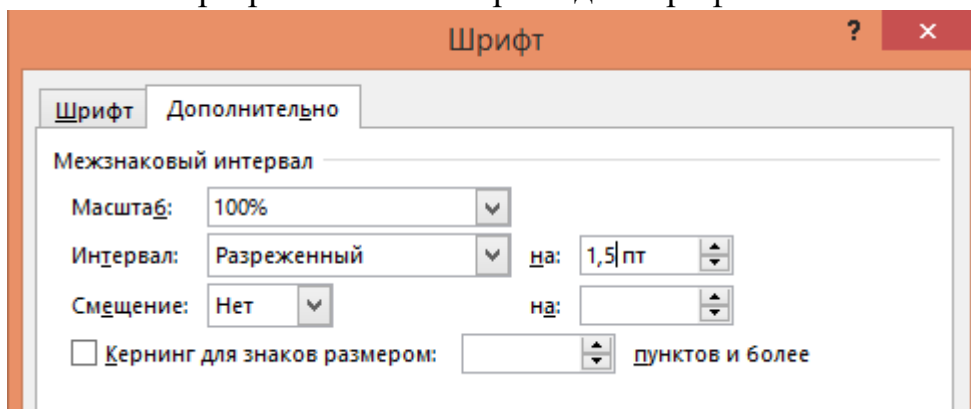 Шрифт ? ×
Шрифт Дополнительно
Межзнаковый интервал
Масштаб: 100%
Интервал: Разреженный на: 1,5 пт
Смещение: Нет на:
Кернинг для знаков размером: пунктов и более